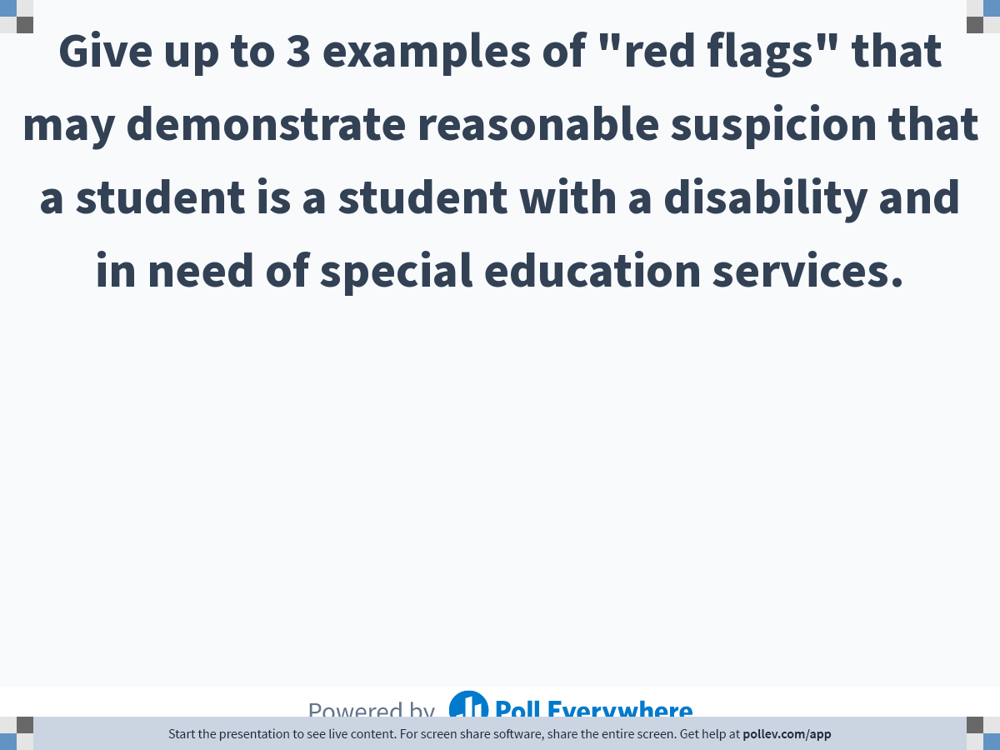 Give up to 3 examples of "red flags" that
may demonstrate reasonable suspicion that
a student is a student with a disability and
in need of special education services.
Powered by Poll Everywhere
Start the presentation to see live content. For screen share software, share the entire screen. Get help at pollev.com/app